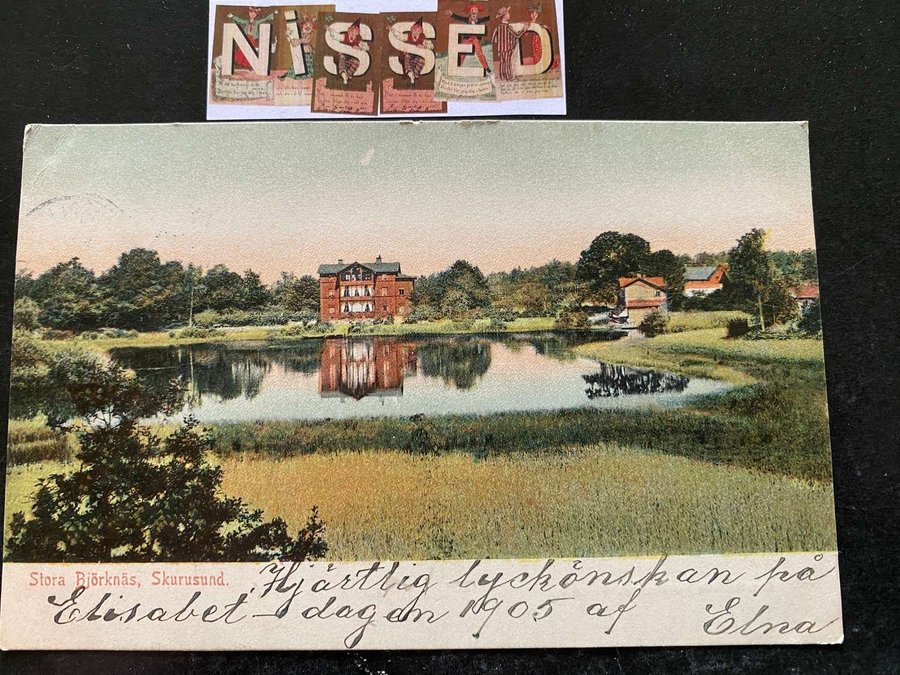 NiSSED
Stora Björknäs, Skurusund.
Hjärtlig lyckönskan på
Elisabet-dagen 1905 af Elna